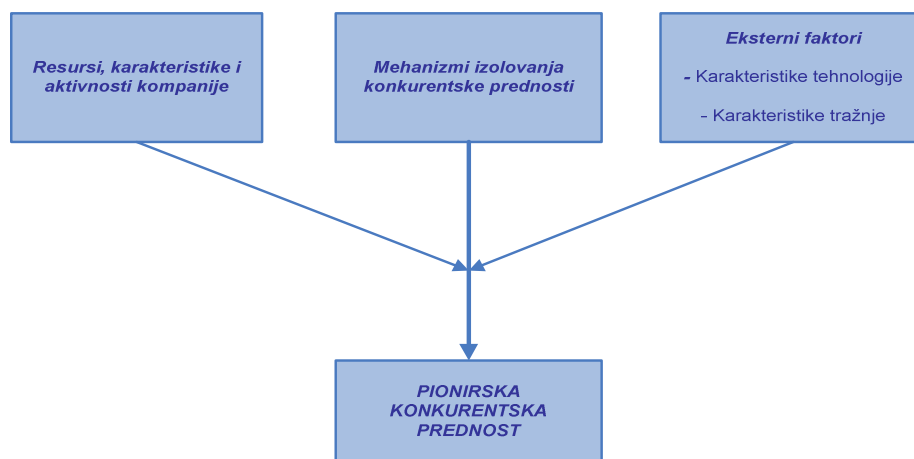 Resursi, karakteristike i
aktivnosti kompanije
Mehanizmi izolovanja
konkurentske prednosti
Eksterni faktori
- Karakteristike tehnologije
- Karakteristike tražnje
PIONIRSKA
KONKURENTSKA
PREDNOST